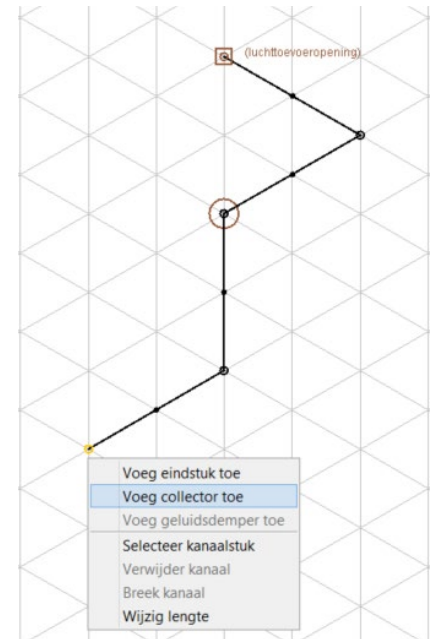 (luchttoevoeropening)
Voeg eindstuk toe
Voeg collector toe
Voeg geluidsdemper toe
Selecteer kanaalstuk
Verwijder kanaal
Breek kanaal
Wijzig lengte